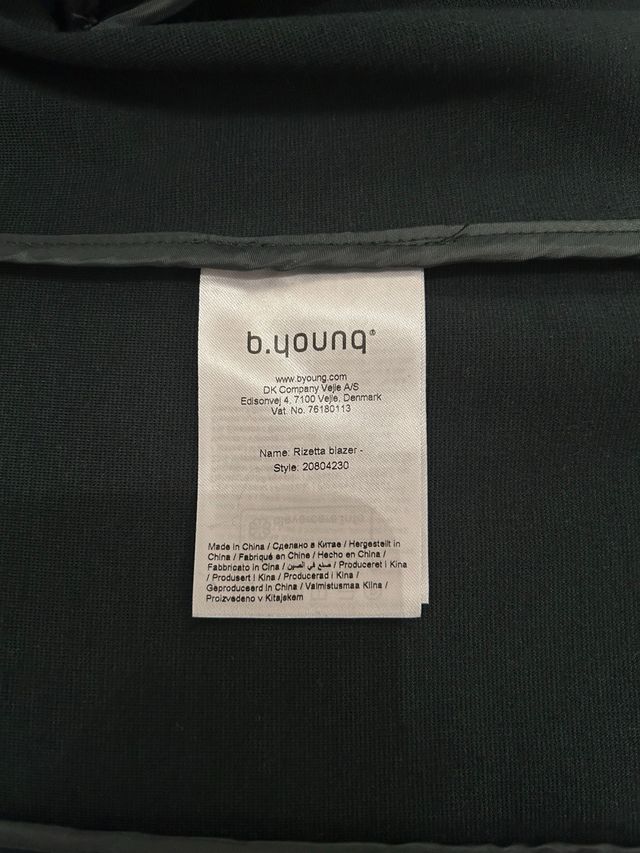 b.young®
www.byoung.com
DK Company Vejle A/S
Edisonvej 4, 7100 Vejle, Denmark
Vat. No. 76180113
Name: Rizetta blazer -
Style: 20804230
Made in China / Сделано в Китае / Hergestellt in
China / Fabriqué en Chine / Hecho en China /
Fabbricato in Cina / صنع في الصين / Produceret i Kina
/ Produsert i Kina / Producerad i Kina /
Geproduceerd in China / Valmistusmaa Kiina /
Proizvedeno v Kitajskem